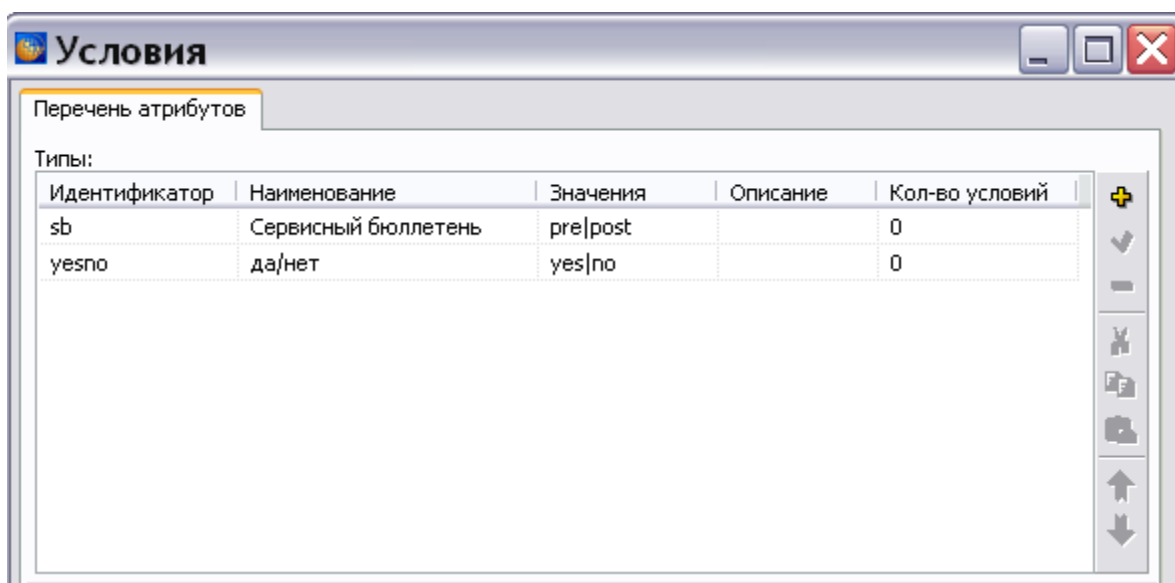 Условия
Перечень атрибутов
Типы:
Идентификатор Наименование Значения Описание Кол-во условий
sb Сервисный бюллетень pre|post 0
yesno да/нет yes|no 0